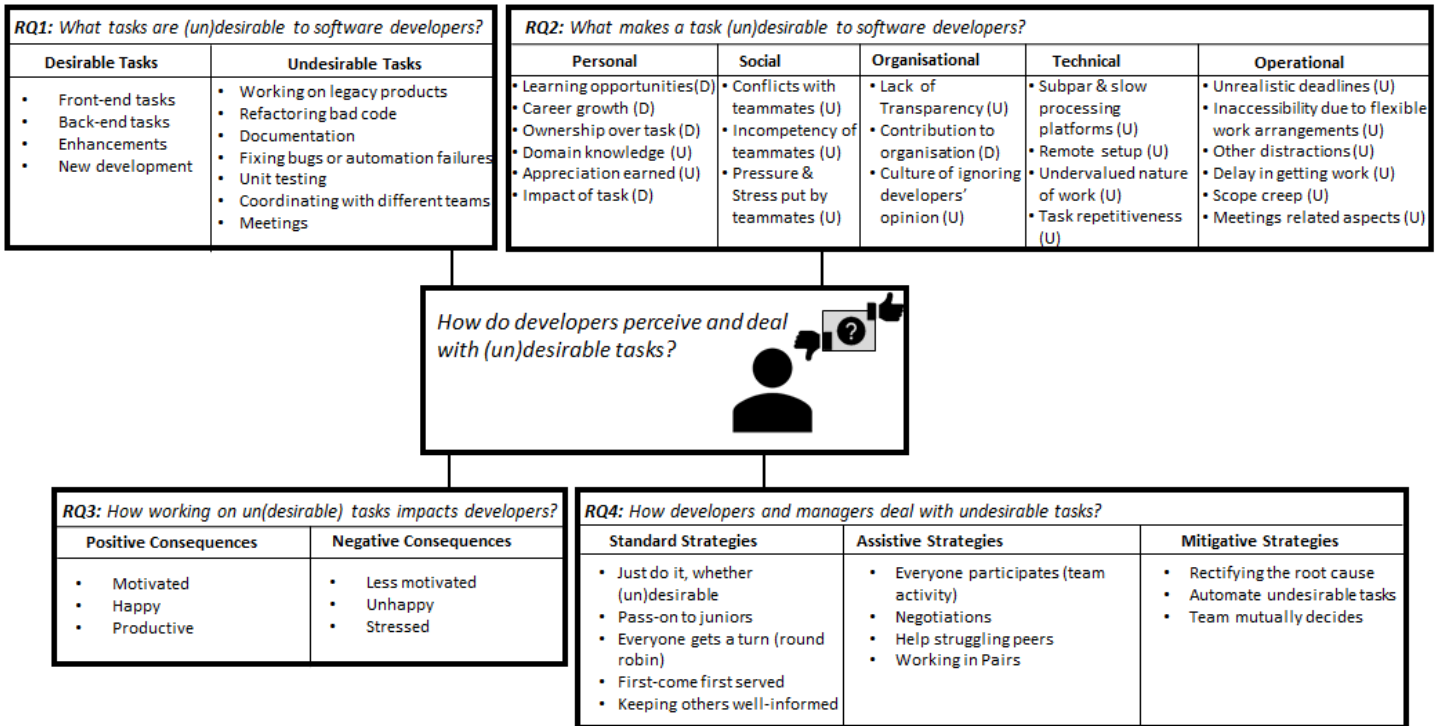 RQ1: What tasks are (un)desirable to software developers?
Desirable Tasks
• Front-end tasks
• Back-end tasks
• Enhancements
• New development
Undesirable Tasks
• Working on legacy products
• Refactoring bad code
• Documentation
• Fixing bugs or automation failures
• Unit testing
• Coordinating with different teams
• Meetings
RQ2: What makes a task (un)desirable to software developers?
Personal
• Learning opportunities(D)
• Career growth (D)
• Ownership over task (D)
• Domain knowledge (U)
• Appreciation earned (U)
• Impact of task (D)
Social
• Conflicts with
teammates (U)
• Incompetency of
teammates (U)
• Pressure &
Stress put by
teammates (U)
Organisational
• Lack of
Transparency (U)
• Contribution to
organisation (D)
• Culture of ignoring
developers'
opinion (U)
Technical
• Subpar & slow
processing
platforms (U)
• Remote setup (U)
• Undervalued nature
of work (U)
• Task repetitiveness
(U)
Operational
• Unrealistic deadlines (U)
• Inaccessibility due to flexible
work arrangements (U)
• Other distractions (U)
• Delay in getting work (U)
• Scope creep (U)
• Meetings related aspects (U)
How do developers perceive and deal
with (un)desirable tasks?
?
RQ3: How working on un(desirable) tasks impacts developers?
Positive Consequences
• Motivated
• Happy
• Productive
Negative Consequences
• Less motivated
• Unhappy
• Stressed
RQ4: How developers and managers deal with undesirable tasks?
Standard Strategies
• Just do it, whether
(un)desirable
• Pass-on to juniors
• Everyone gets a turn (round
robin)
• First-come first served
• Keeping others well-informed
Assistive Strategies
• Everyone participates (team
activity)
• Negotiations
• Help struggling peers
• Working in Pairs
Mitigative Strategies
• Rectifying the root cause
• Automate undesirable tasks
• Team mutually decides